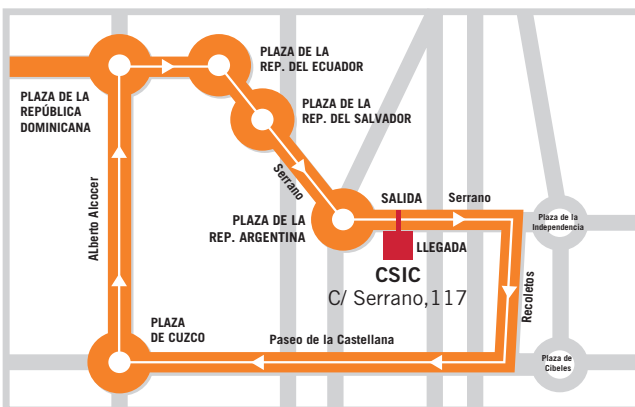 PLAZA DE LA
REP. DEL ECUADOR
PLAZA DE LA
REPÚBLICA
DOMINICANA
PLAZA DE LA
REP. DEL SALVADOR
Serrano
ALberto Alcocer
SALIDA
Serrano
PLAZA DE LA
REP. ARGENTINA
Plaza de la
Independencia
LLEGADA
CSIC
C/ Serrano,117
Recoletos
PLAZA
DE CUZCO
Paseo de la Castellana
Plaza de
Cibeles